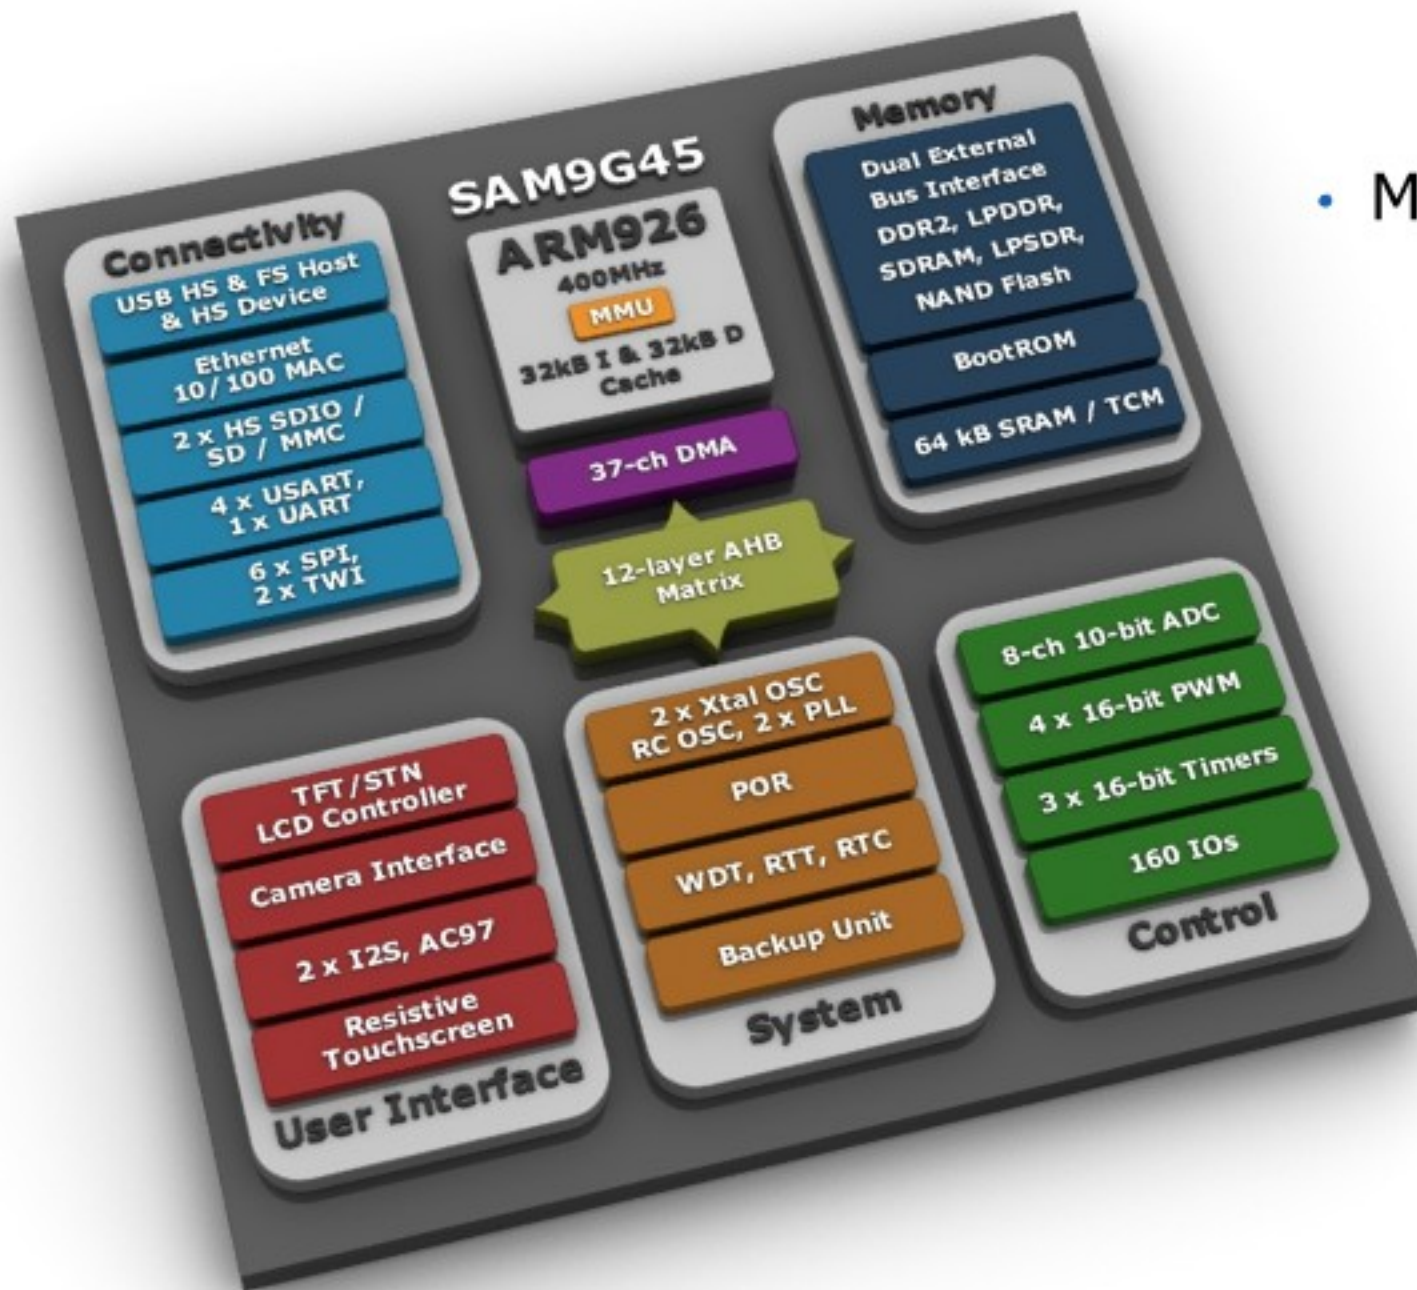 SAM9G45
ARM926
400MHz
MMU
32kB I & 32kB D
Cache
37-ch DMA
12-layer AHB
Matrix
Connectivity
USB HS & FS Host
& HS Device
Ethernet
10/100 MAC
2 x HS SDIO /
SD / MMC
4 x USART,
1 x UART
6 x SPI,
2 x TWI
Memory
Dual External
Bus Interface
DDR2, LPDDR,
SDRAM, LPSDR,
NAND Flash
BootROM
64 kB SRAM / TCM
TFT/STN
LCD Controller
Camera Interface
2 x I2S, AC97
Resistive
Touchscreen
User Interface
2 x Xtal OSC
RC OSC, 2 x PLL
POR
WDT, RTT, RTC
Backup Unit
System
8-ch 10-bit ADC
4 x 16-bit PWM
3 x 16-bit Timers
160 IOs
Control
• M